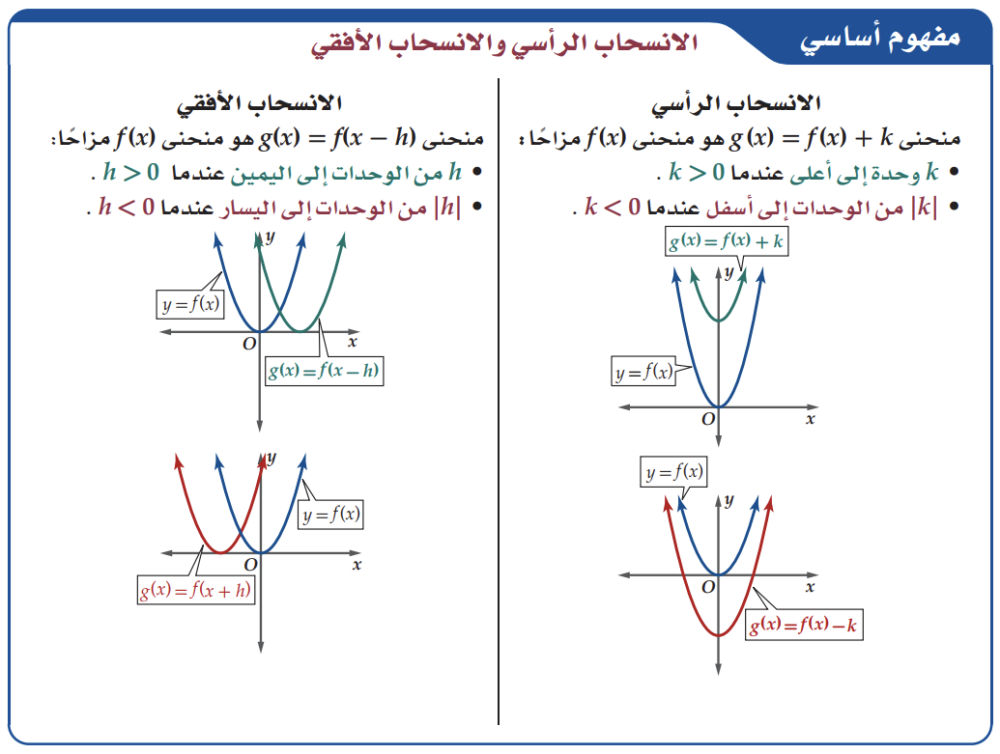 مفهوم أساسي
الانسحاب الرأسي والانسحاب الأفقي
الانسحاب الرأسي
منحنى g(x) = f(x) + k هو منحنى f(x) مزاحًا:
• k وحدة إلى أعلى عندما k > 0 .
• |k| من الوحدات إلى أسفل عندما k < 0 .
g(x) = f(x) + k
y
y = f(x)
O
x
y = f(x)
y
O
x
g(x) = f(x) − k
الانسحاب الأفقي
منحنى g(x) = f(x − h) هو منحنى f(x) مزاحًا:
• h من الوحدات إلى اليمين عندما h > 0 .
• |h| من الوحدات إلى اليسار عندما h < 0 .
y
y = f(x)
O
x
g(x) = f(x − h)
y
y = f(x)
O
x
g(x) = f(x + h)